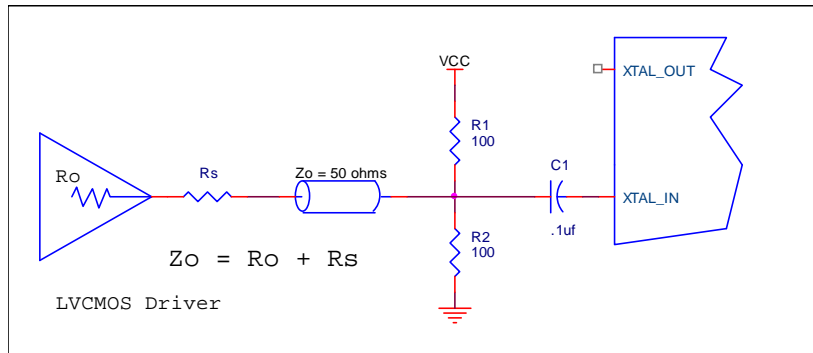 VCC
XTAL_OUT
R1
100
Ro
Rs
Zo = 50 ohms
C1
XTAL_IN
.1uf
R2
100
Zo = Ro + Rs
LVCMOS Driver